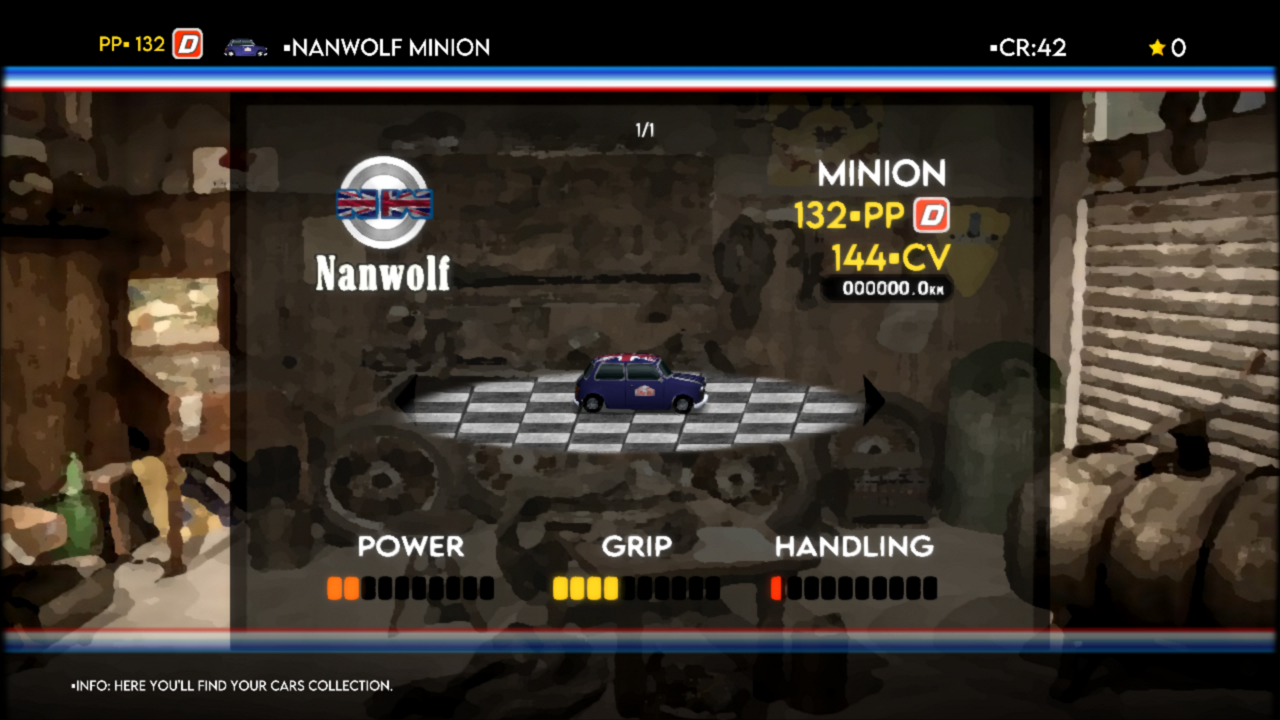 PP▪132 D ▪NANWOLF MINION ▪CR:42 ★0
1/1
Nanwolf
MINION
132▪PP D
144▪CV
000000.0KM
POWER GRIP HANDLING
▪INFO: HERE YOU'LL FIND YOUR CARS COLLECTION.